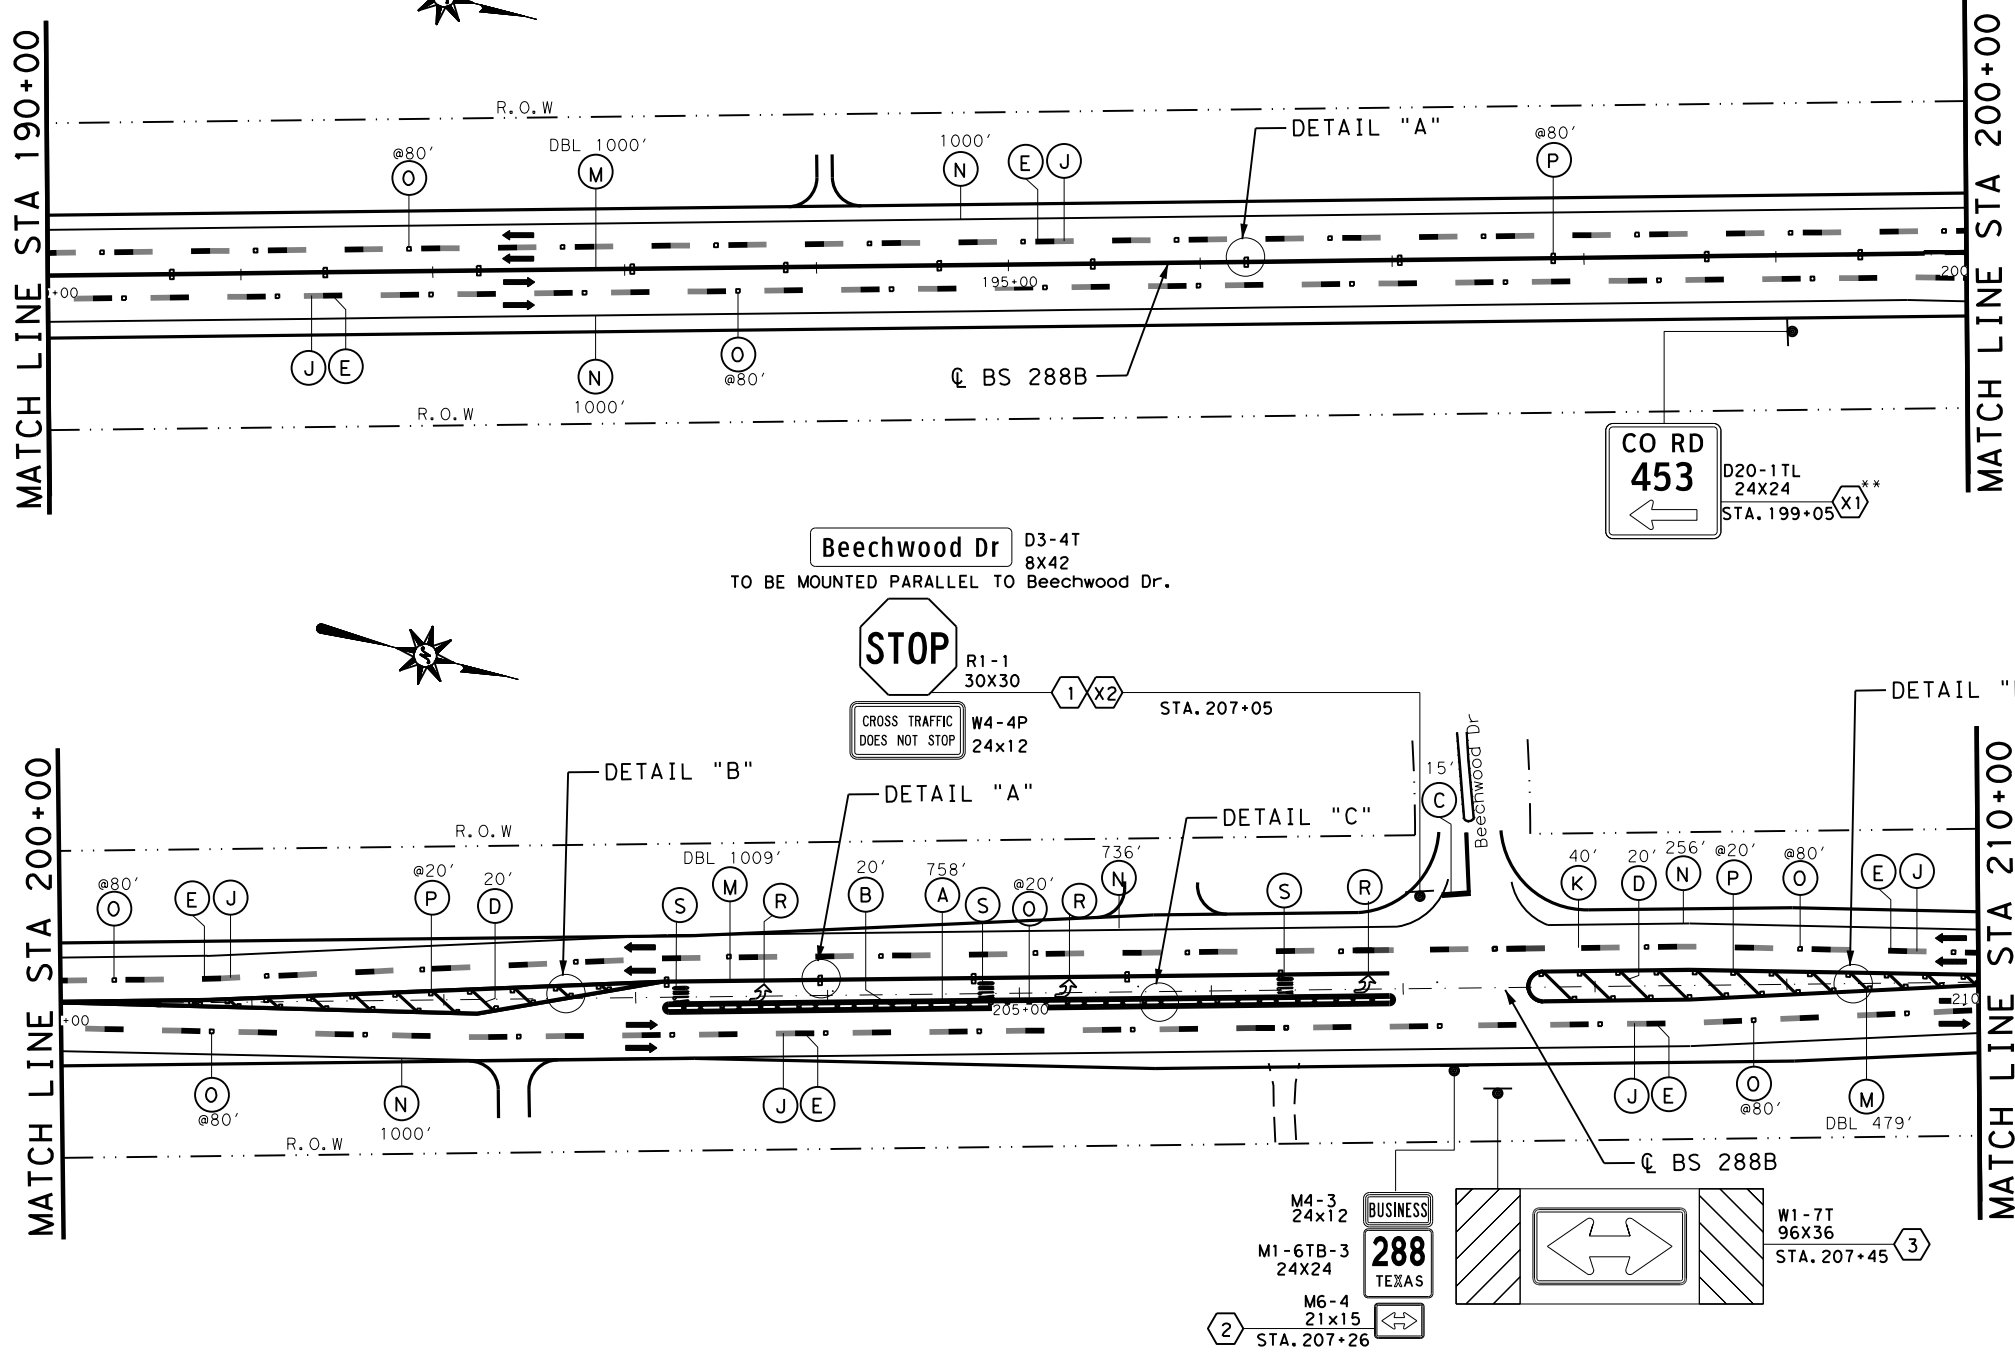 MATCH LINE STA 190+00
MATCH LINE STA 200+00
R.O.W
@80'
O
DBL 1000'
M
1000'
N
E
J
DETAIL "A"
@80'
P
+00
195+00
200
J
E
N
1000'
O
@80'
℄ BS 288B
R.O.W
CO RD
453
D20-1TL
24X24
STA.199+05
X1
**
Beechwood Dr
D3-4T
8X42
TO BE MOUNTED PARALLEL TO Beechwood Dr.
STOP
R1-1
30X30
1
X2
STA.207+05
CROSS TRAFFIC
DOES NOT STOP
W4-4P
24x12
MATCH LINE STA 200+00
MATCH LINE STA 210+00
DETAIL "B"
DETAIL "A"
DETAIL "C"
DETAIL "
15'
C
Beechwood Dr
R.O.W
@80'
O
E
J
@20'
P
20'
D
S
DBL 1009'
M
R
20'
B
758'
A
S
@20'
O
R
736'
N
S
R
40'
K
20'
D
256'
N
@20'
P
@80'
O
E
J
+00
205+00
210
O
@80'
N
1000'
J
E
J
E
O
@80'
M
DBL 479'
R.O.W
℄ BS 288B
M4-3
24x12
BUSINESS
M1-6TB-3
24X24
288
TEXAS
M6-4
21x15
2
STA.207+26
W1-7T
96X36
STA.207+45
3